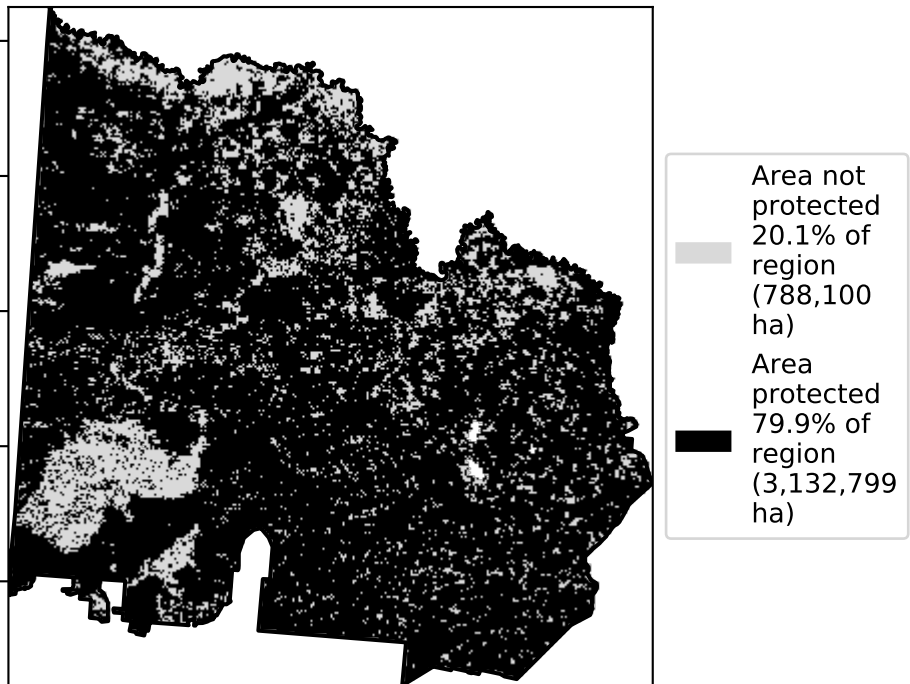 Area not
protected
20.1% of
region
(788,100
ha)
Area
protected
79.9% of
region
(3,132,799
ha)